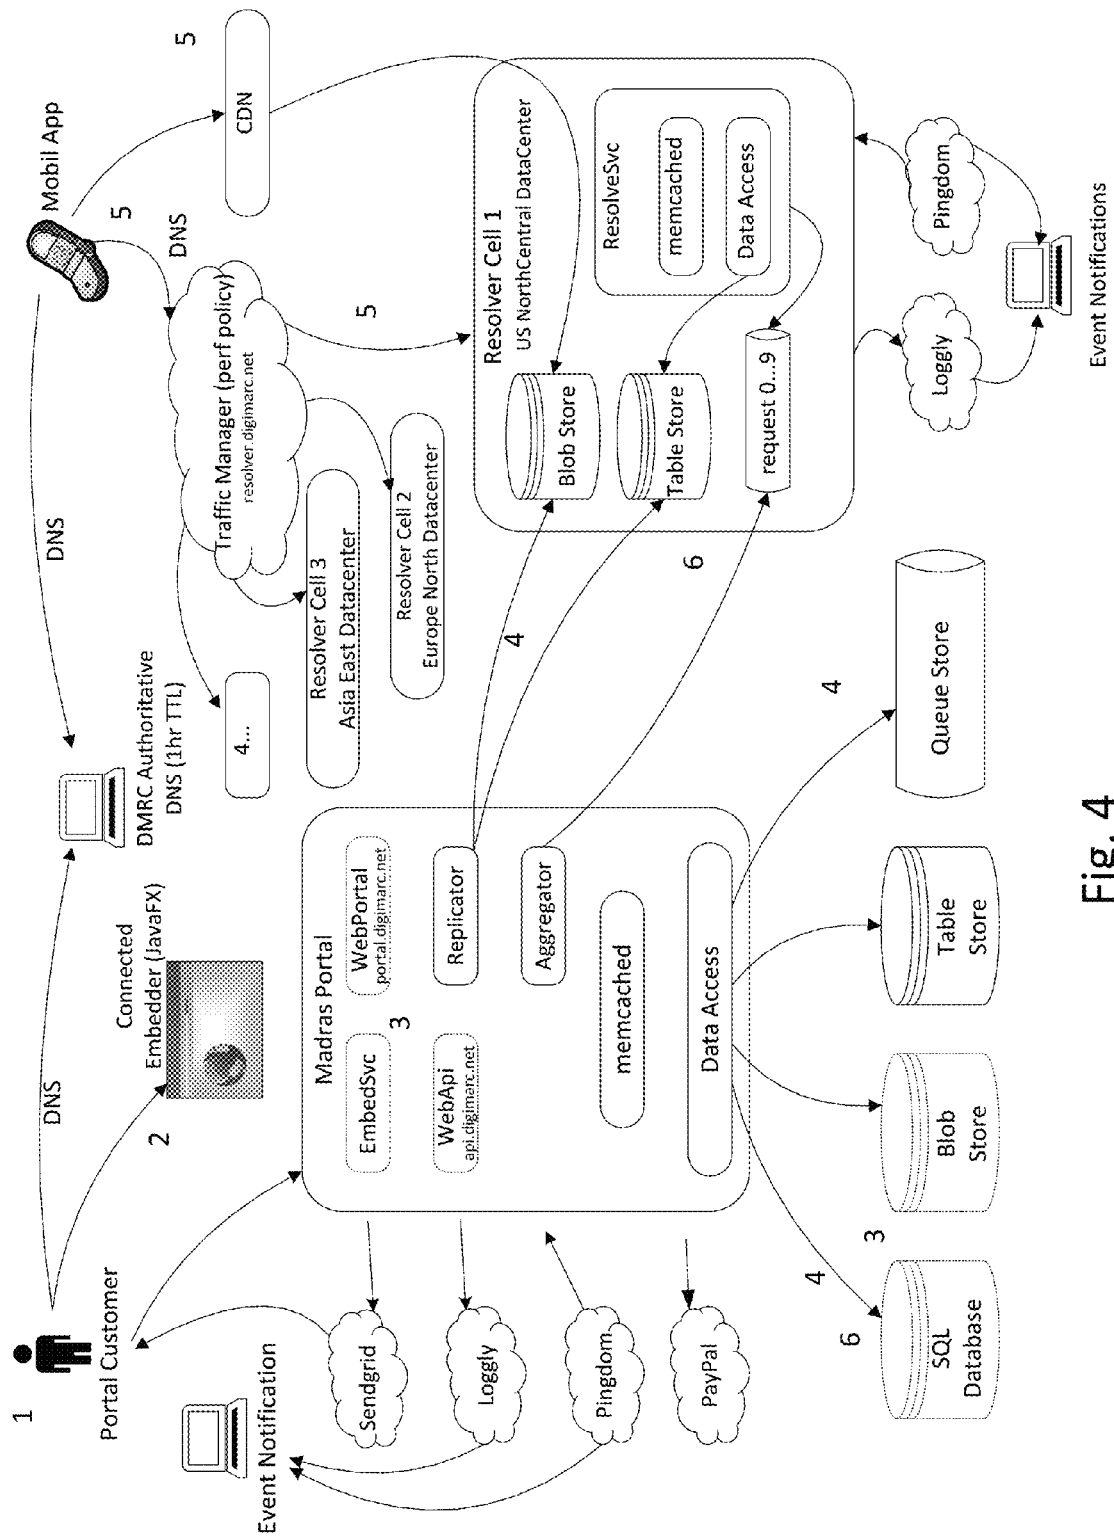 1
Portal Customer
DNS
2
Connected
Embedder (JavaFX)
DMRC Authoritative
DNS (1hr TTL)
DNS
Mobil App
5
DNS
5
CDN
Traffic Manager (perf policy)
resolver.digimarc.net
5
4...
Resolver Cell 3
Asia East Datacenter
Resolver Cell 2
Europe North Datacenter
Event Notification
Sendgrid
Loggly
Pingdom
PayPal
Madras Portal
EmbedSvc
WebPortal
portal.digimarc.net
3
WebApi
api.digimarc.net
Replicator
Aggregator
memcached
Data Access
4
6
Resolver Cell 1
US NorthCentral DataCenter
Blob Store
Table Store
request 0...9
ResolveSvc
memcached
Data Access
Loggly
Pingdom
Event Notifications
6
4
3
4
SQL
Database
Blob
Store
Table
Store
Queue Store
Fig. 4